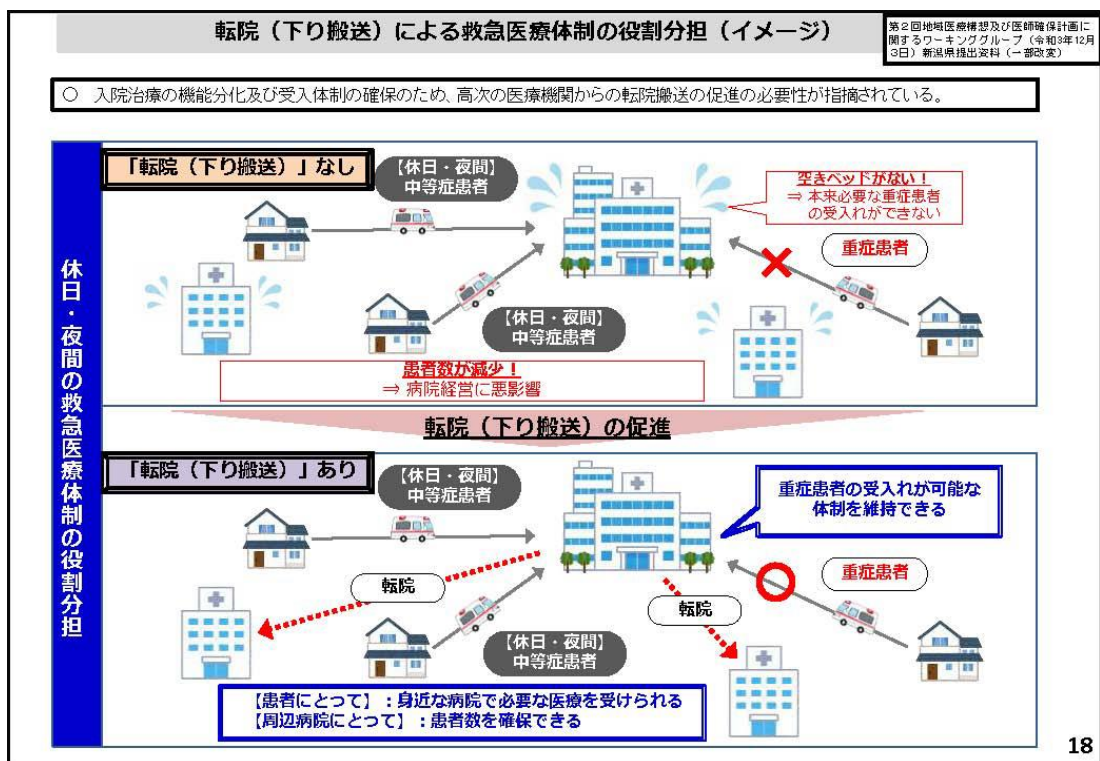 転院（下り搬送）による救急医療体制の役割分担（イメージ）
第２回地域医療構想及び医師確保計画に
関するワーキンググループ（令和3年12月
3日）新潟県提出資料（一部改変）
○　入院治療の機能分化及び受入体制の確保のため、高次の医療機関からの転院搬送の促進の必要性が指摘されている。
休日・夜間の救急医療体制の役割分担
「転院（下り搬送）」なし
【休日・夜間】
中等症患者
空きベッドがない！
⇒ 本来必要な重症患者
の受入れができない
重症患者
【休日・夜間】
中等症患者
患者数が減少！
⇒ 病院経営に悪影響
転院（下り搬送）の促進
「転院（下り搬送）」あり
【休日・夜間】
中等症患者
重症患者の受入れが可能な
体制を維持できる
転院
転院
重症患者
【休日・夜間】
中等症患者
【患者にとって】：身近な病院で必要な医療を受けられる
【周辺病院にとって】：患者数を確保できる
18